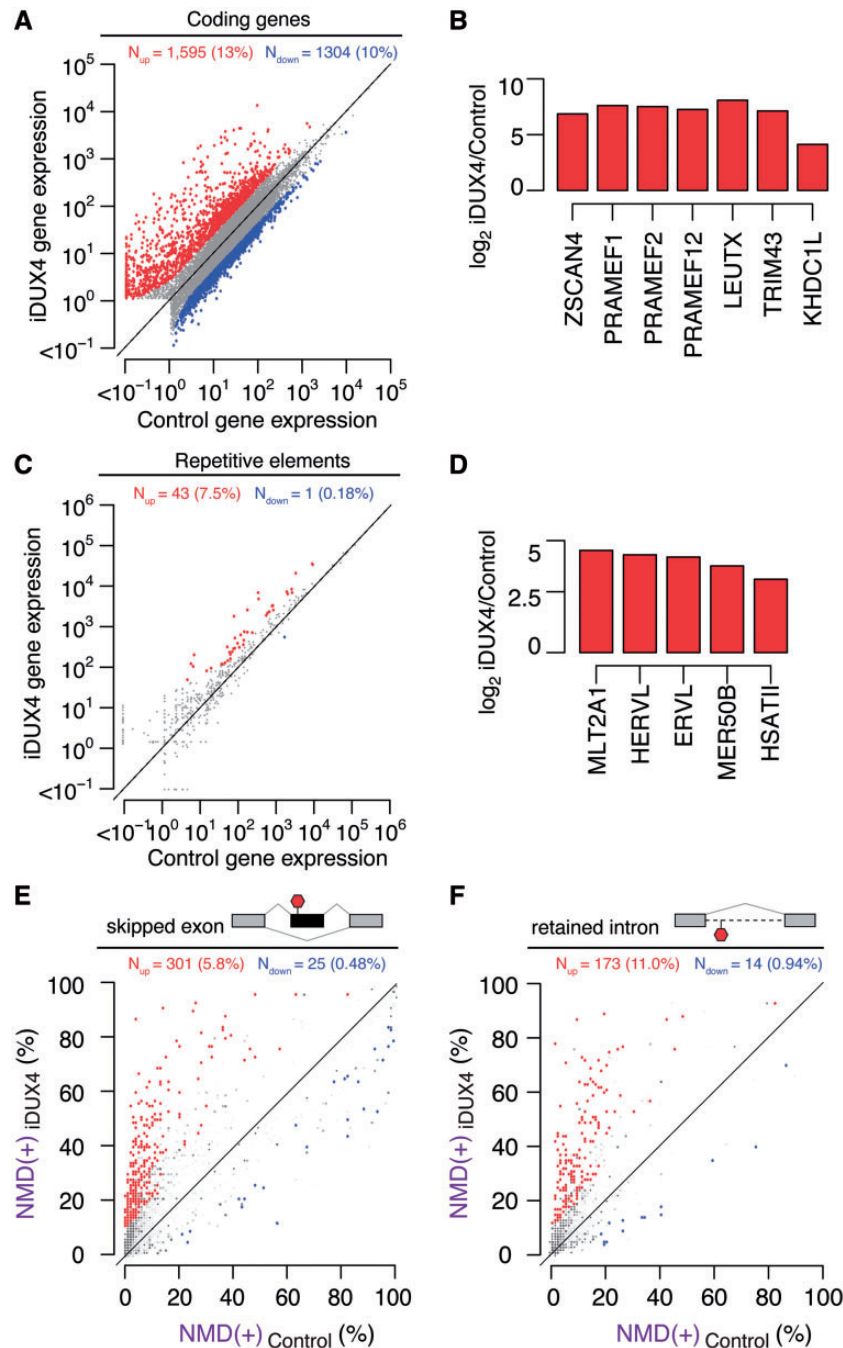 A
Coding genes
N up = 1,595 (13%) N down = 1304 (10%)
10^5
10^4
10^3
10^2
10^1
10^0
<10^-1
iDUX4 gene expression
<10^-1 10^0 10^1 10^2 10^3 10^4 10^5
Control gene expression
B
10
5
0
log2 iDUX4/Control
ZSCAN4
PRAMEF1
PRAMEF2
PRAMEF12
LEUTX
TRIM43
KHDC1L
C
Repetitive elements
N up = 43 (7.5%) N down = 1 (0.18%)
10^6
10^5
10^4
10^3
10^2
10^1
10^0
<10^-1
iDUX4 gene expression
<10^-1 10^0 10^1 10^2 10^3 10^4 10^5 10^6
Control gene expression
D
5
2.5
0
log2 iDUX4/Control
MLT2A1
HERVL
ERVL
MER50B
HSATII
E
skipped exon
N up = 301 (5.8%) N down = 25 (0.48%)
100
80
60
40
20
0
NMD(+) iDUX4 (%)
0 20 40 60 80 100
NMD(+) Control (%)
F
retained intron
N up = 173 (11.0%) N down = 14 (0.94%)
100
80
60
40
20
0
NMD(+) iDUX4 (%)
0 20 40 60 80 100
NMD(+) Control (%)